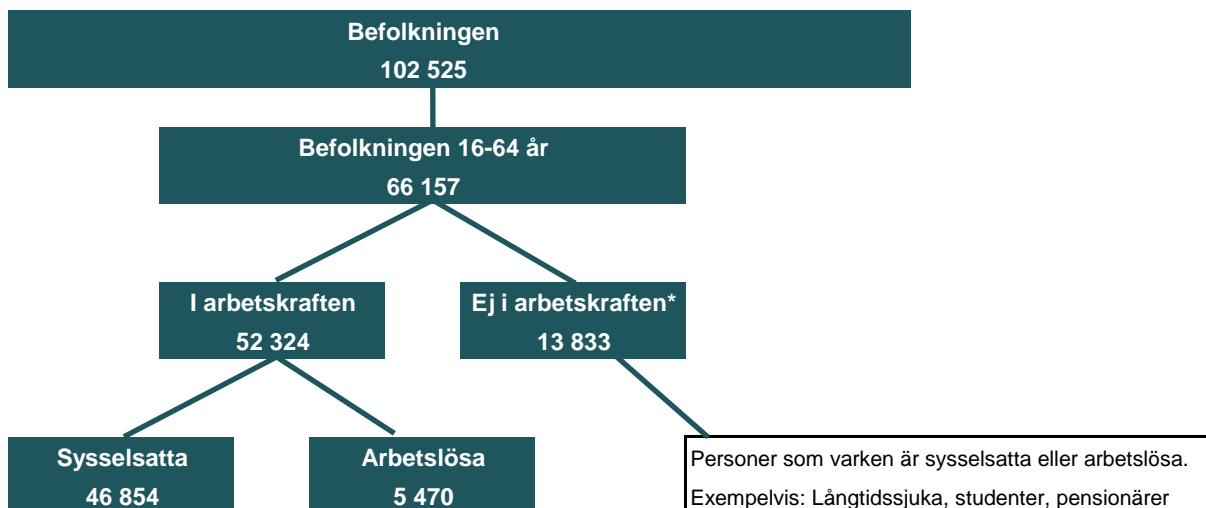 Befolkningen
102 525
Befolkningen 16-64 år
66 157
I arbetskraften
52 324
Ej i arbetskraften*
13 833
Sysselsatta
46 854
Arbetslösa
5 470
Personer som varken är sysselsatta eller arbetslösa.
Exempelvis: Långtidssjuka, studenter, pensionärer